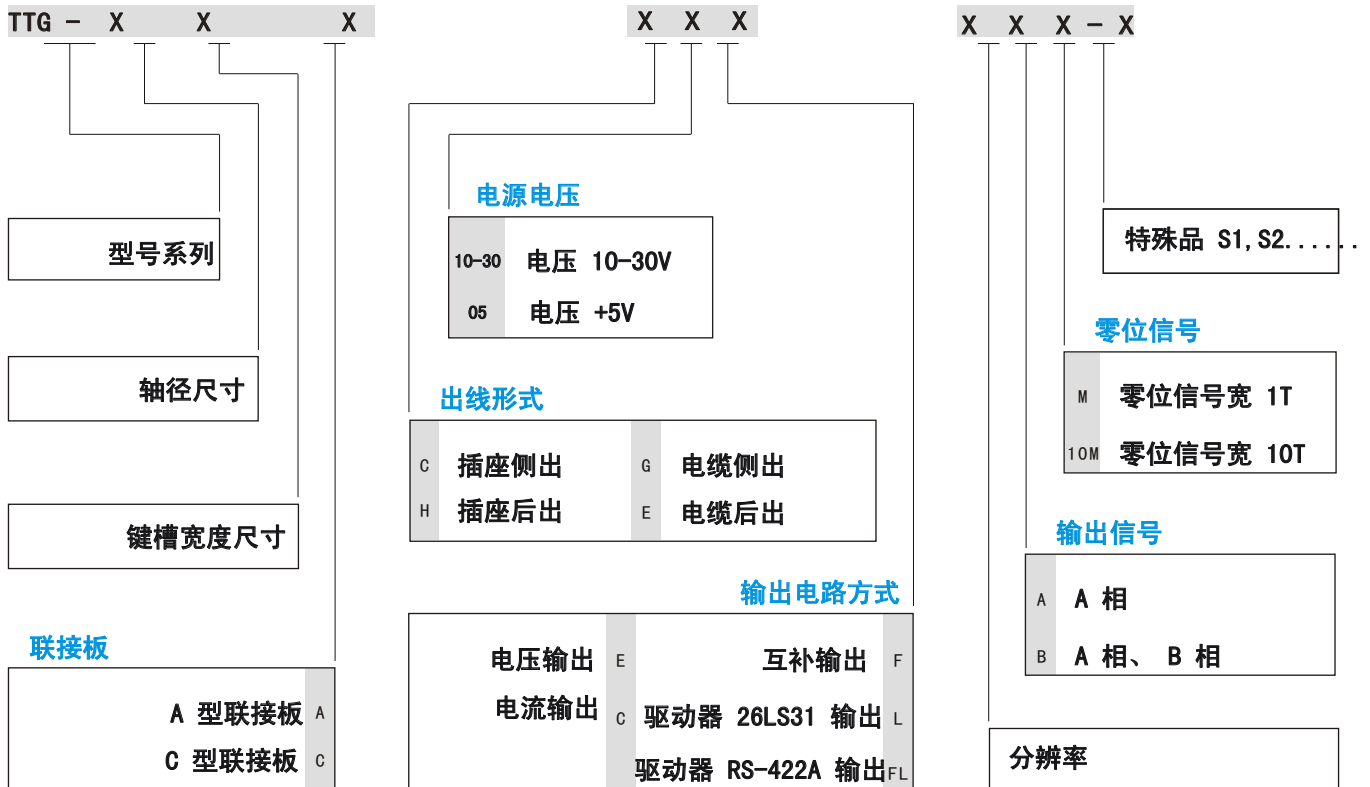 TTG - X X X X X X X X X - X
电源电压
型号系列
10-30 电压 10-30V
05 电压 +5V
特殊品 S1,S2......
零位信号
轴径尺寸
M 零位信号宽 1T
10M 零位信号宽 10T
出线形式
C 插座侧出 G 电缆侧出
H 插座后出 E 电缆后出
键槽宽度尺寸
输出信号
A A 相
B A 相、 B 相
输出电路方式
电压输出 E 互补输出 F
电流输出 C 驱动器 26LS31 输出 L
驱动器 RS-422A 输出 FL
联接板
A 型联接板 A
C 型联接板 C
分辨率